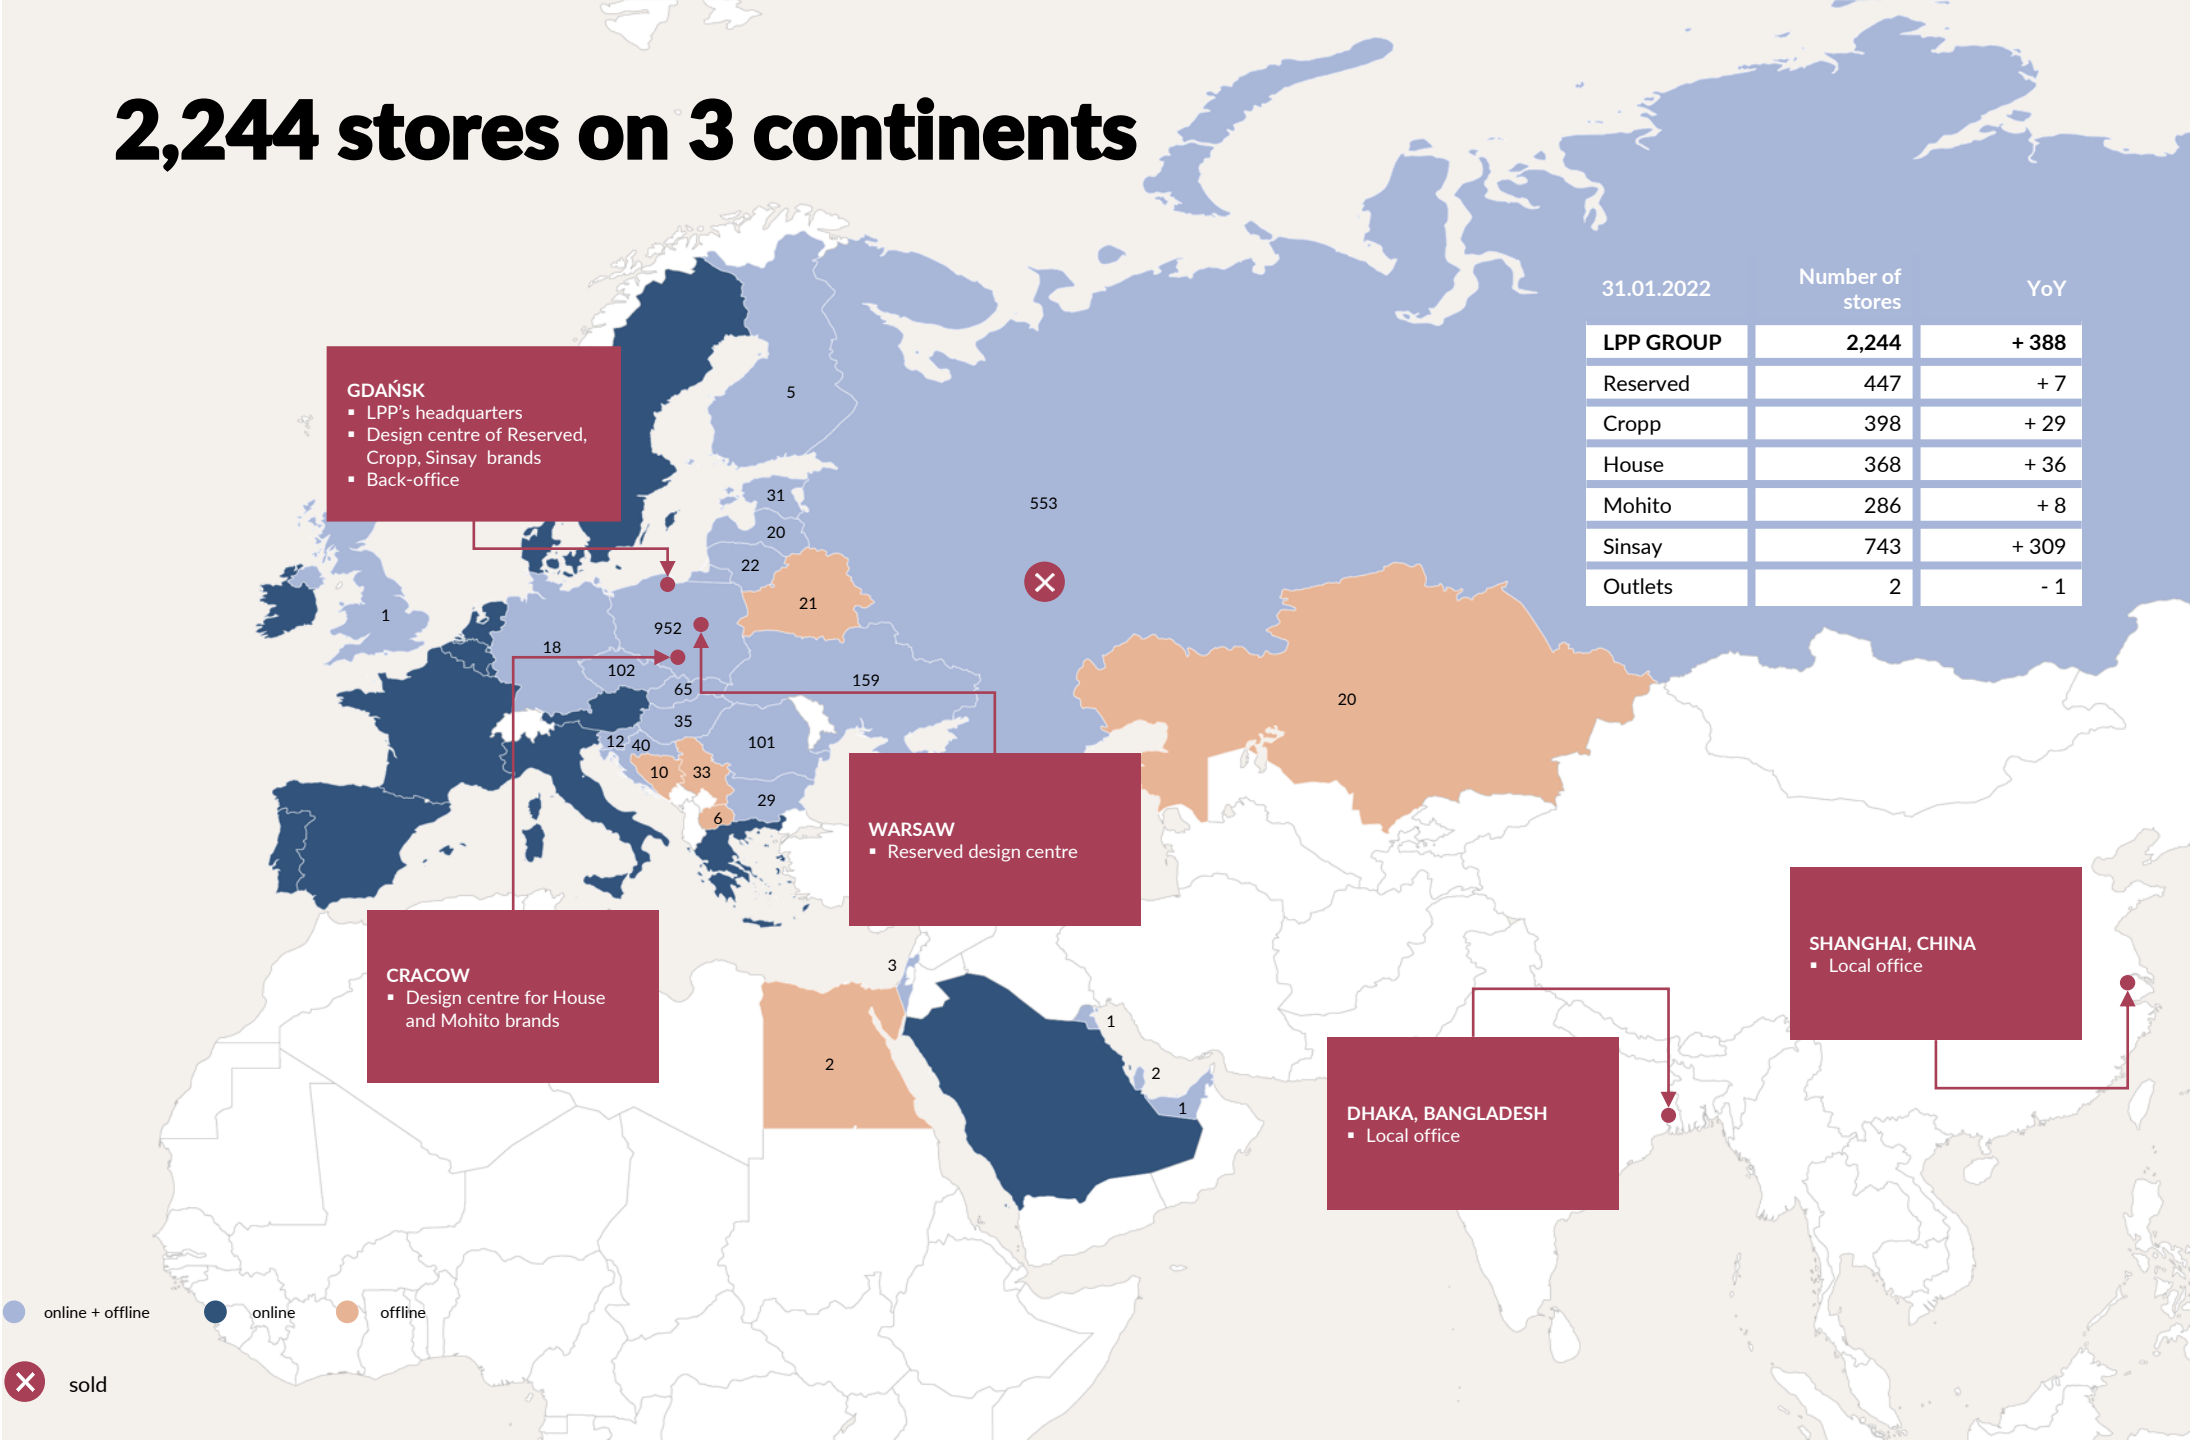 2,244 stores on 3 continents
31.01.2022 Number of stores YoY
LPP GROUP 2,244 + 388
Reserved 447 + 7
Cropp 398 + 29
House 368 + 36
Mohito 286 + 8
Sinsay 743 + 309
Outlets 2 - 1
GDAŃSK
▪ LPP's headquarters
▪ Design centre of Reserved,
Cropp, Sinsay brands
▪ Back-office
5
31
553
20
22
21
1
952
18
102
159
65
20
35
12
40
101
10
33
29
6
WARSAW
▪ Reserved design centre
CRACOW
▪ Design centre for House
and Mohito brands
3
1
2
2
1
SHANGHAI, CHINA
▪ Local office
DHAKA, BANGLADESH
▪ Local office
online + offline
online
offline
sold